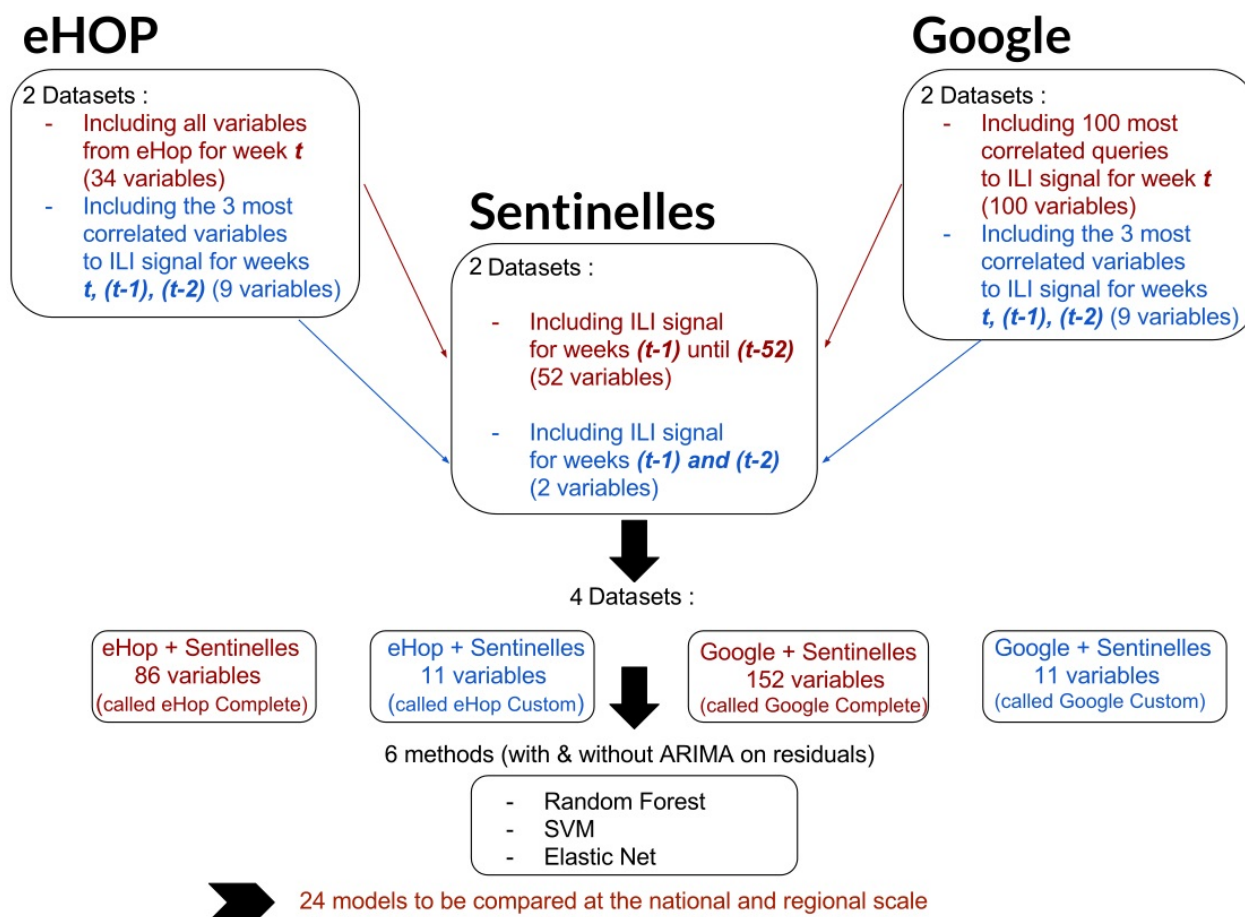 eHOP
2 Datasets :
- Including all variables
from eHop for week t
(34 variables)
- Including the 3 most
correlated variables
to ILI signal for weeks
t, (t-1), (t-2) (9 variables)
Google
2 Datasets :
- Including 100 most
correlated queries
to ILI signal for week t
(100 variables)
- Including the 3 most
correlated variables
to ILI signal for weeks
t, (t-1), (t-2) (9 variables)
Sentinelles
2 Datasets :
- Including ILI signal
for weeks (t-1) until (t-52)
(52 variables)
- Including ILI signal
for weeks (t-1) and (t-2)
(2 variables)
4 Datasets :
eHop + Sentinelles
86 variables
(called eHop Complete)
eHop + Sentinelles
11 variables
(called eHop Custom)
Google + Sentinelles
152 variables
(called Google Complete)
Google + Sentinelles
11 variables
(called Google Custom)
6 methods (with & without ARIMA on residuals)
- Random Forest
- SVM
- Elastic Net
24 models to be compared at the national and regional scale